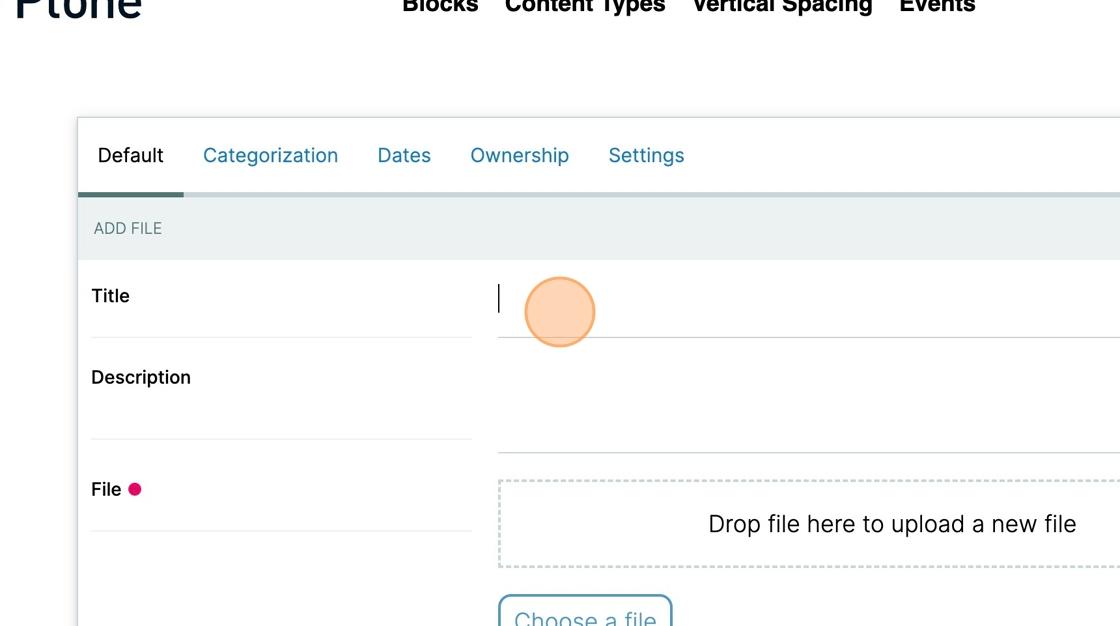 Plone
Blocks Content Types Vertical Spacing Events
Default Categorization Dates Ownership Settings
ADD FILE
Title
Description
File
Drop file here to upload a new file
Choose a file